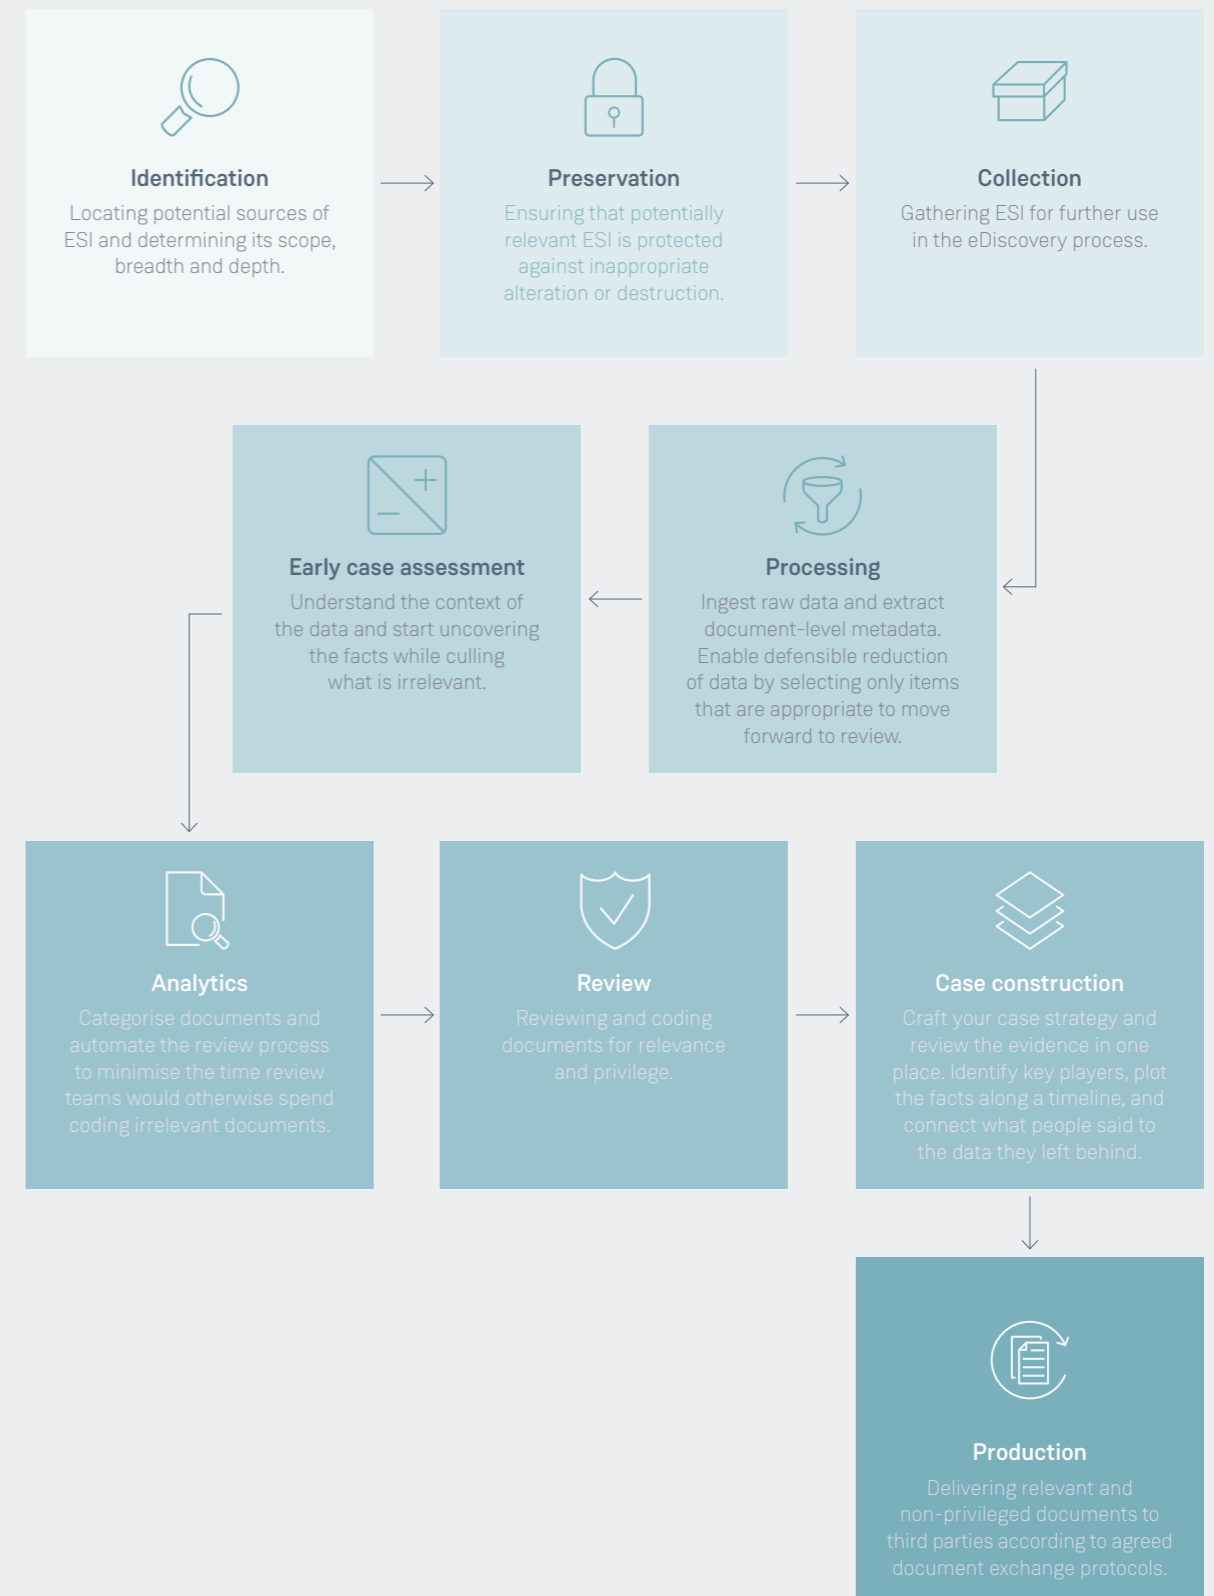 Identification
Locating potential sources of
ESI and determining its scope,
breadth and depth.
Preservation
Ensuring that potentially
relevant ESI is protected
against inappropriate
alteration or destruction.
Collection
Gathering ESI for further use
in the eDiscovery process.
Processing
Ingest raw data and extract
document-level metadata.
Enable defensible reduction
of data by selecting only items
that are appropriate to move
forward to review.
Early case assessment
Understand the context of
the data and start uncovering
the facts while culling
what is irrelevant.
Analytics
Categorise documents and
automate the review process
to minimise the time review
teams would otherwise spend
coding irrelevant documents.
Review
Reviewing and coding
documents for relevance
and privilege.
Case construction
Craft your case strategy and
review the evidence in one
place. Identify key players, plot
the facts along a timeline, and
connect what people said to
the data they left behind.
Production
Delivering relevant and
non-privileged documents to
third parties according to agreed
document exchange protocols.